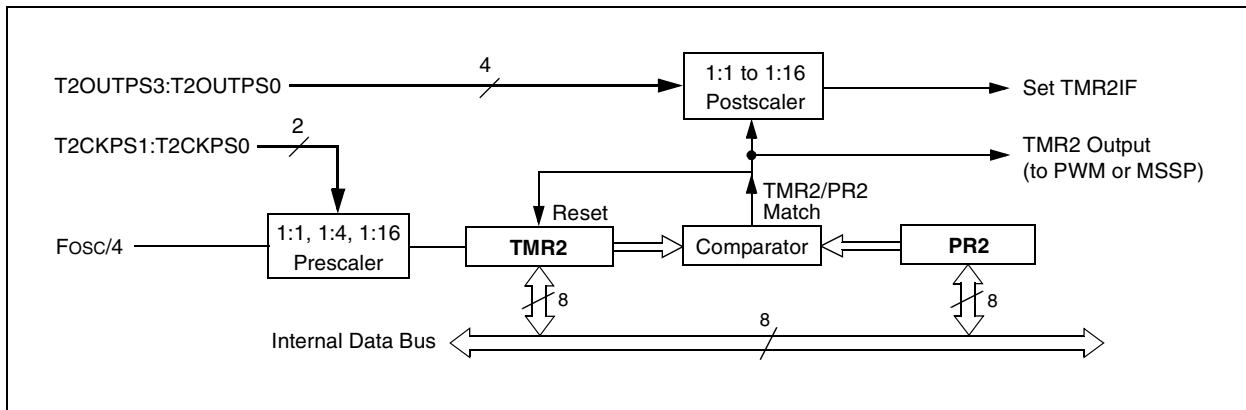 T2OUTPS3:T2OUTPS0
4
1:1 to 1:16
Postscaler
Set TMR2IF
T2CKPS1:T2CKPS0
2
TMR2 Output
(to PWM or MSSP)
TMR2/PR2
Match
Reset
FOSC/4
1:1, 1:4, 1:16
Prescaler
TMR2
Comparator
PR2
8
8
Internal Data Bus
8